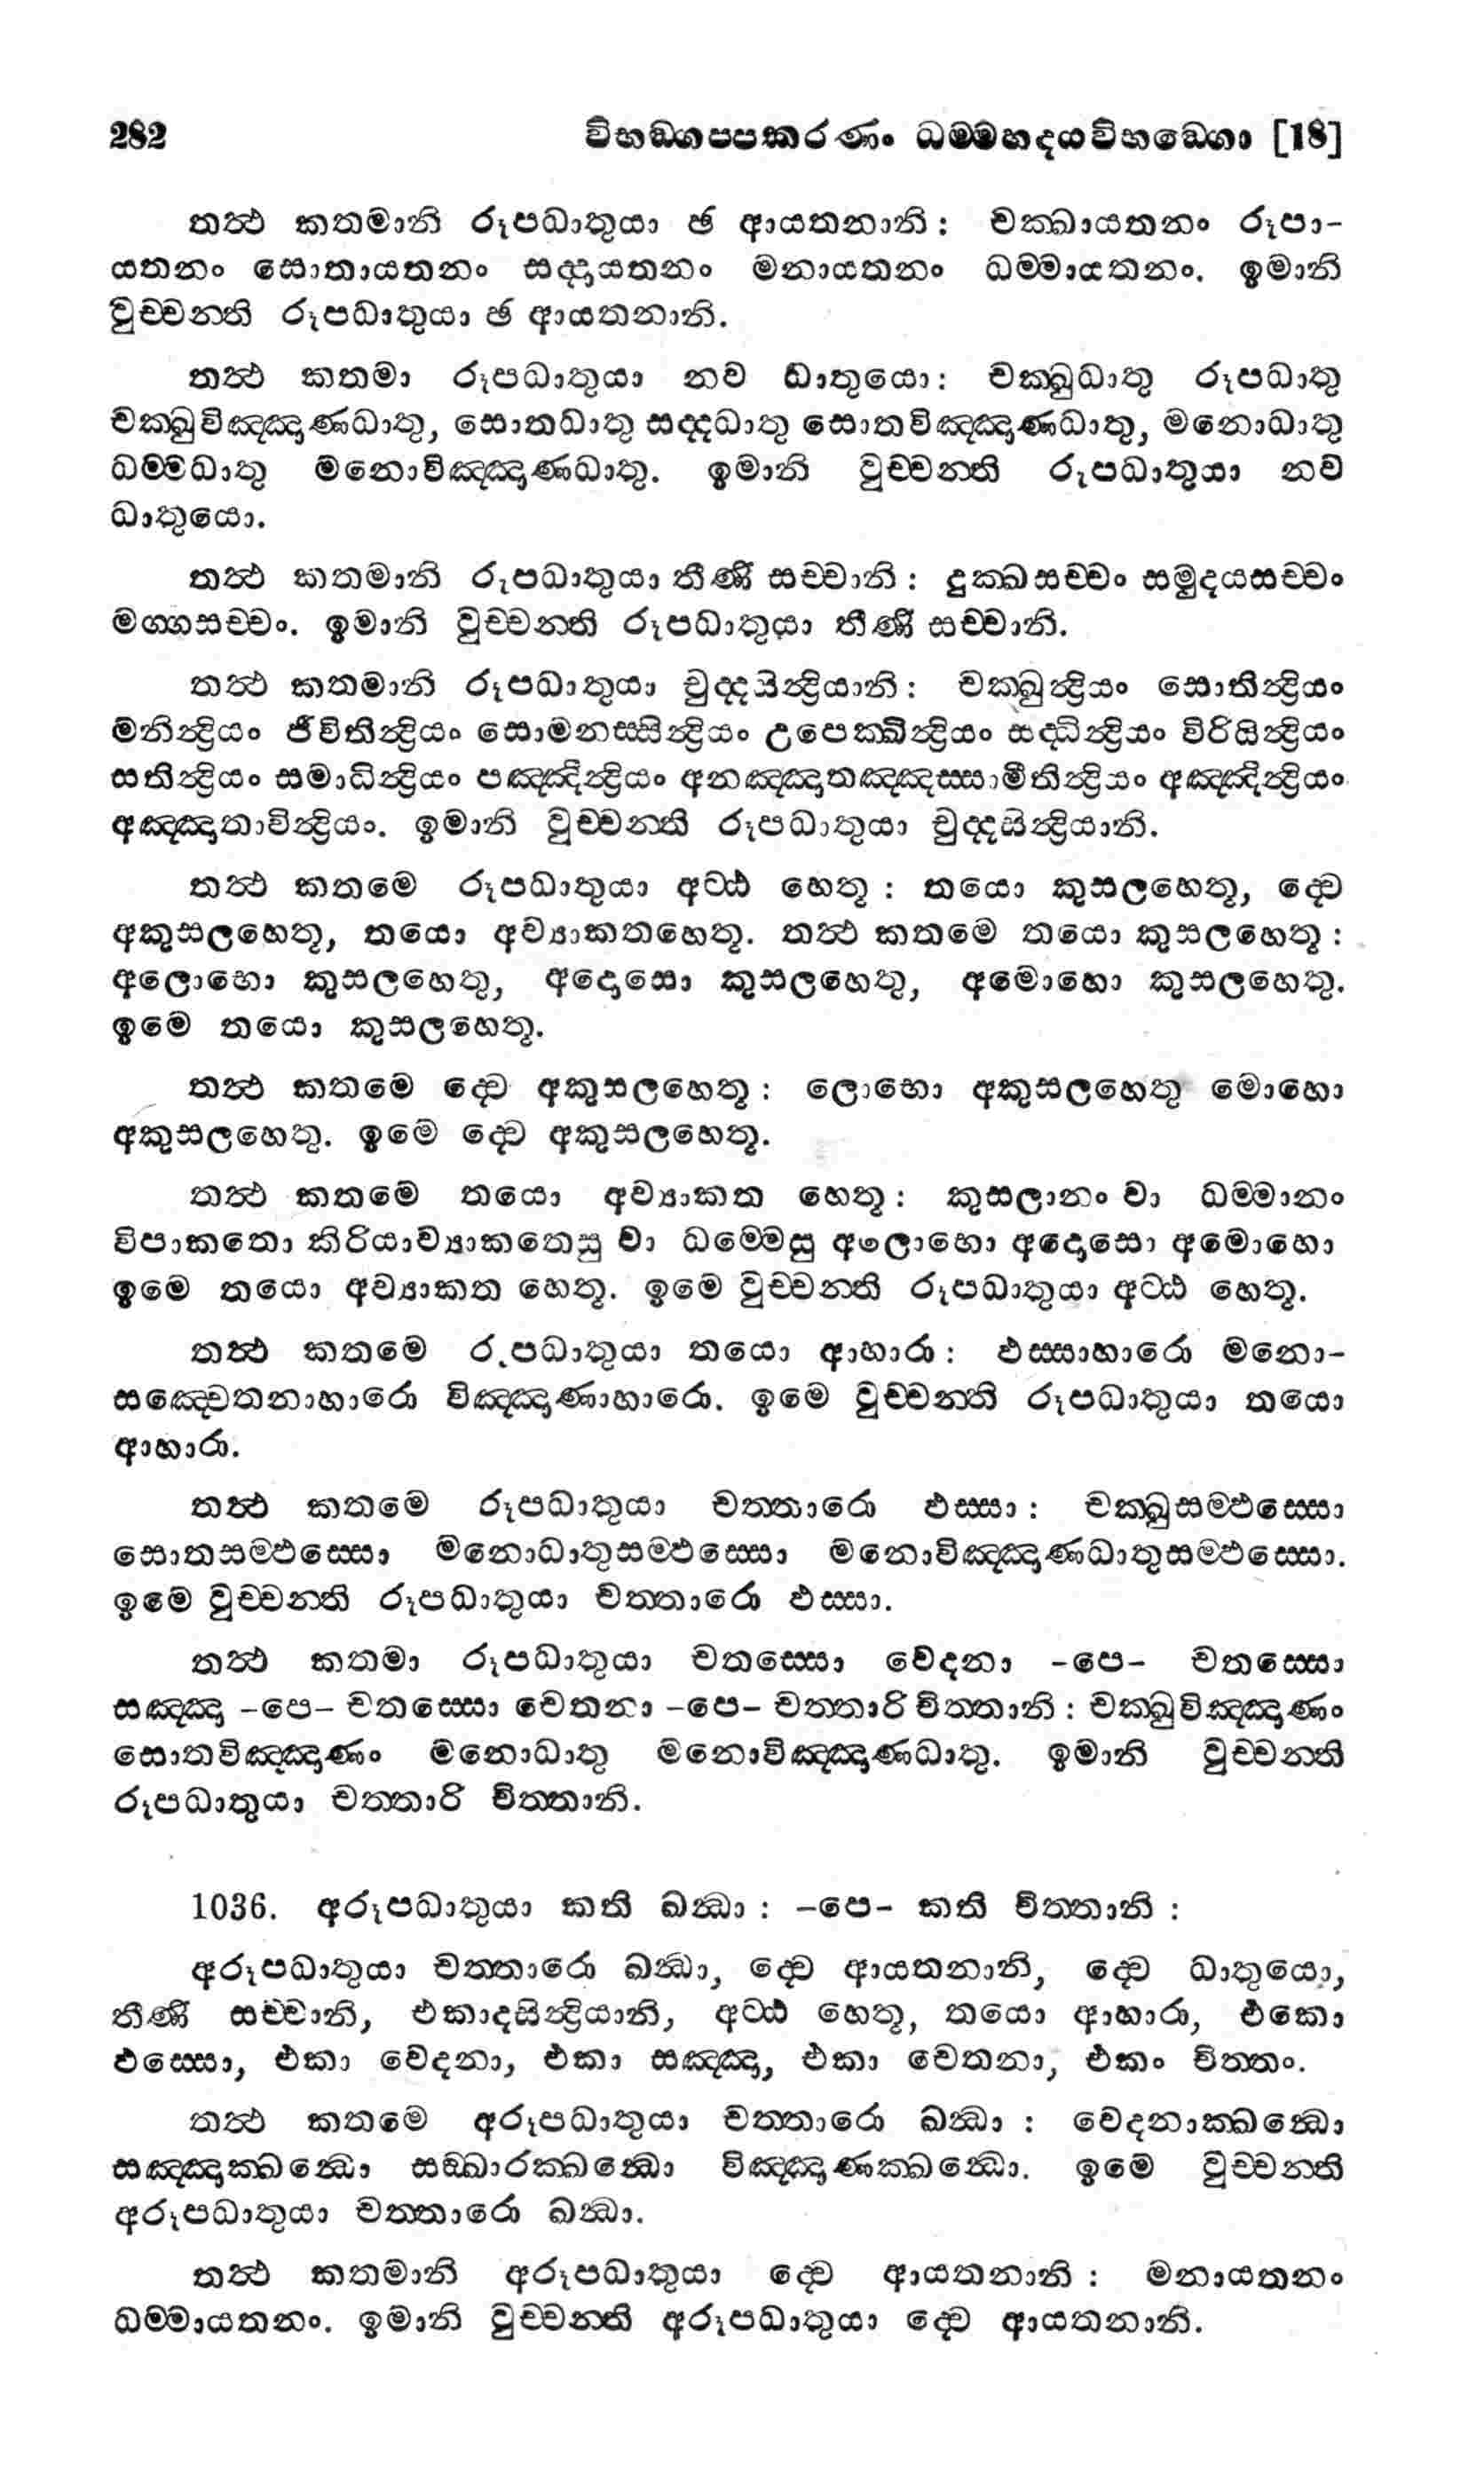 282 විභඞ්ගපපකරණං ධම්මහදයවිභඞ්ගො [18]
තත්ථ කතමානි රූපධාතුයා ඡ ආයතනානි: චක්ඛායතනං රූපා-
යතනං සොතායතනං සද්දායතනං මනායතනං ධම්මායතනං. ඉමානි
වුච්චන්ති රූපධාතුයා ඡ ආයතනානි.
තත්ථ කතමා රූපධාතුයා නව ධාතුයො: චක්ඛුධාතු රූපධාතු
චක්ඛුවිඤ්ඤාණධාතු, සොතධාතු සද්දධාතු සොතවිඤ්ඤාණධාතු, මනොධාතු
ධම්මධාතු මනොවිඤ්ඤාණධාතු. ඉමානි වුච්චන්ති රූපධාතුයා නව
ධාතුයො.
තත්ථ කතමානි රූපධාතුයා තීණි සච්චානි: දුක්ඛසච්චං සමුදයසච්චං
මග්ගසච්චං. ඉමානි වුච්චන්ති රූපධාතුයා තීණි සච්චානි.
තත්ථ කතමානි රූපධාතුයා චුද්දසින්ද්‍රියානි: චක්ඛුන්ද්‍රියං සොතින්ද්‍රියං
මනින්ද්‍රියං ජීවිතින්ද්‍රියං සොමනස්සින්ද්‍රියං උපෙක්ඛින්ද්‍රියං සද්ධින්ද්‍රියං විරියින්ද්‍රියං
සතින්ද්‍රියං සමාධින්ද්‍රියං පඤ්ඤින්ද්‍රියං අනඤ්ඤාතඤ්ඤස්සාමීතින්ද්‍රියං අඤ්ඤින්ද්‍රියං
අඤ්ඤාතාවින්ද්‍රියං. ඉමානි වුච්චන්ති රූපධාතුයා චුද්දසින්ද්‍රියානි.
තත්ථ කතමෙ රූපධාතුයා අට්ඨ හෙතූ: තයො කුසලහෙතූ, ද්වෙ
අකුසලහෙතූ, තයො අව්‍යාකතහෙතූ. තත්ථ කතමෙ තයො කුසලහෙතූ:
අලොභො කුසලහෙතු, අදොසො කුසලහෙතු, අමොහො කුසලහෙතු.
ඉමෙ තයො කුසලහෙතූ.
තත්ථ කතමෙ ද්වෙ අකුසලහෙතූ: ලොභො අකුසලහෙතු මොහො
අකුසලහෙතු. ඉමෙ ද්වෙ අකුසලහෙතූ.
තත්ථ කතමෙ තයො අව්‍යාකත හෙතූ: කුසලානං වා ධම්මානං
විපාකතො කිරියාව්‍යාකතෙසු වා ධම්මෙසු අලොභො අදොසො අමොහො
ඉමෙ තයො අව්‍යාකත හෙතූ. ඉමෙ වුච්චන්ති රූපධාතුයා අට්ඨ හෙතූ.
තත්ථ කතමෙ රූපධාතුයා තයො ආහාරා: ඵස්සාහාරො මනො-
සඤ්චෙතනාහාරො විඤ්ඤාණාහාරො. ඉමෙ වුච්චන්ති රූපධාතුයා තයො
ආහාරා.
තත්ථ කතමෙ රූපධාතුයා චත්තාරො ඵස්සා: චක්ඛුසම්ඵස්සො
සොතසම්ඵස්සො මනොධාතුසම්ඵස්සො මනොවිඤ්ඤාණධාතුසම්ඵස්සො.
ඉමෙ වුච්චන්ති රූපධාතුයා චත්තාරො ඵස්සා.
තත්ථ කතමා රූපධාතුයා චතස්සො වෙදනා -පෙ- චතස්සො
සඤ්ඤා -පෙ- චතස්සො චෙතනා -පෙ- චත්තාරි චිත්තානි: චක්ඛුවිඤ්ඤාණං
සොතවිඤ්ඤාණං මනොධාතු මනොවිඤ්ඤාණධාතු. ඉමානි වුච්චන්ති
රූපධාතුයා චත්තාරි චිත්තානි.
1036. අරූපධාතුයා කති ඛන්ධා: -පෙ- කති චිත්තානි:
අරූපධාතුයා චත්තාරො ඛන්ධා, ද්වෙ ආයතනානි, ද්වෙ ධාතුයො,
තීණි සච්චානි, එකාදසින්ද්‍රියානි, අට්ඨ හෙතූ, තයො ආහාරා, එකො
ඵස්සො, එකා වෙදනා, එකා සඤ්ඤා, එකා චෙතනා, එකං චිත්තං.
තත්ථ කතමෙ අරූපධාතුයා චත්තාරො ඛන්ධා: වෙදනාක්ඛන්ධො
සඤ්ඤාක්ඛන්ධො සඞ්ඛාරක්ඛන්ධො විඤ්ඤාණක්ඛන්ධො. ඉමෙ වුච්චන්ති
අරූපධාතුයා චත්තාරො ඛන්ධා.
තත්ථ කතමානි අරූපධාතුයා ද්වෙ ආයතනානි: මනායතනං
ධම්මායතනං. ඉමානි වුච්චන්ති අරූපධාතුයා ද්වෙ ආයතනානි.